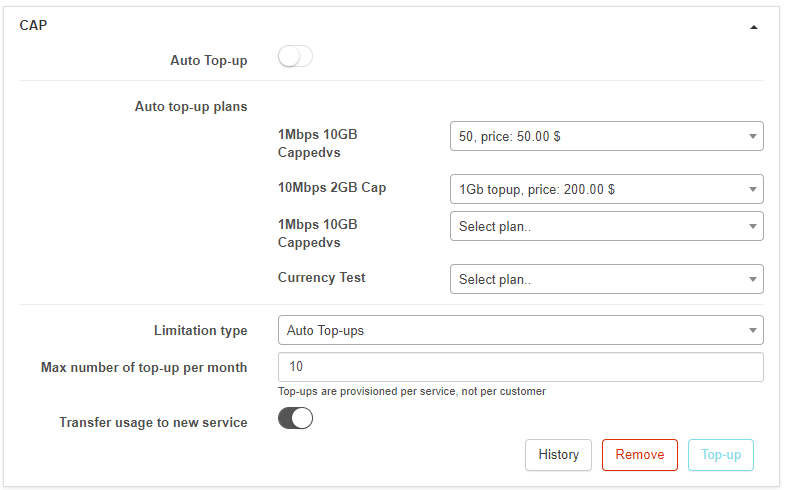 CAP
Auto Top-up
Auto top-up plans
1Mbps 10GB
Cappedvs
50, price: 50.00 $
10Mbps 2GB Cap
1Gb topup, price: 200.00 $
1Mbps 10GB
Cappedvs
Select plan..
Currency Test
Select plan..
Limitation type
Auto Top-ups
Max number of top-up per month
10
Top-ups are provisioned per service, not per customer
Transfer usage to new service
History
Remove
Top-up